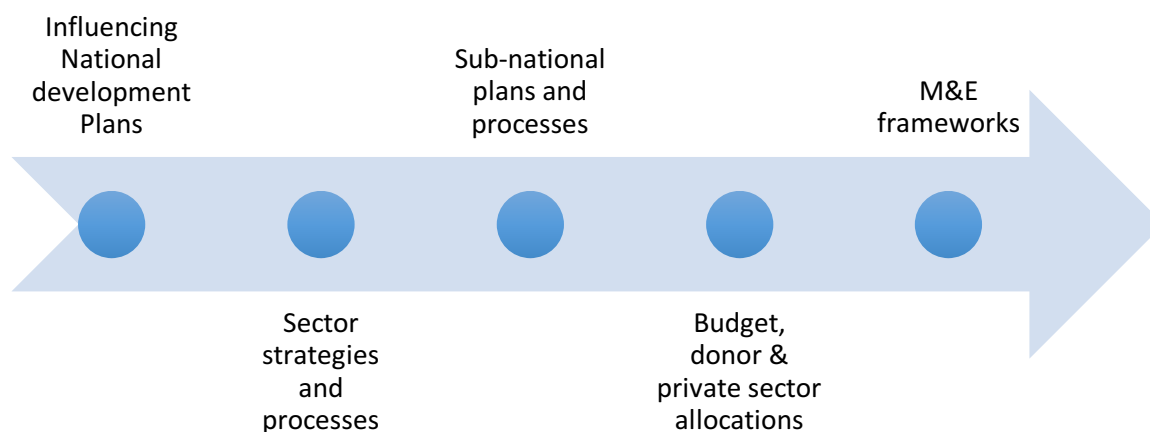 Influencing
National
development
Plans
Sector
strategies
and
processes
Sub-national
plans and
processes
Budget,
donor &
private sector
allocations
M&E
frameworks